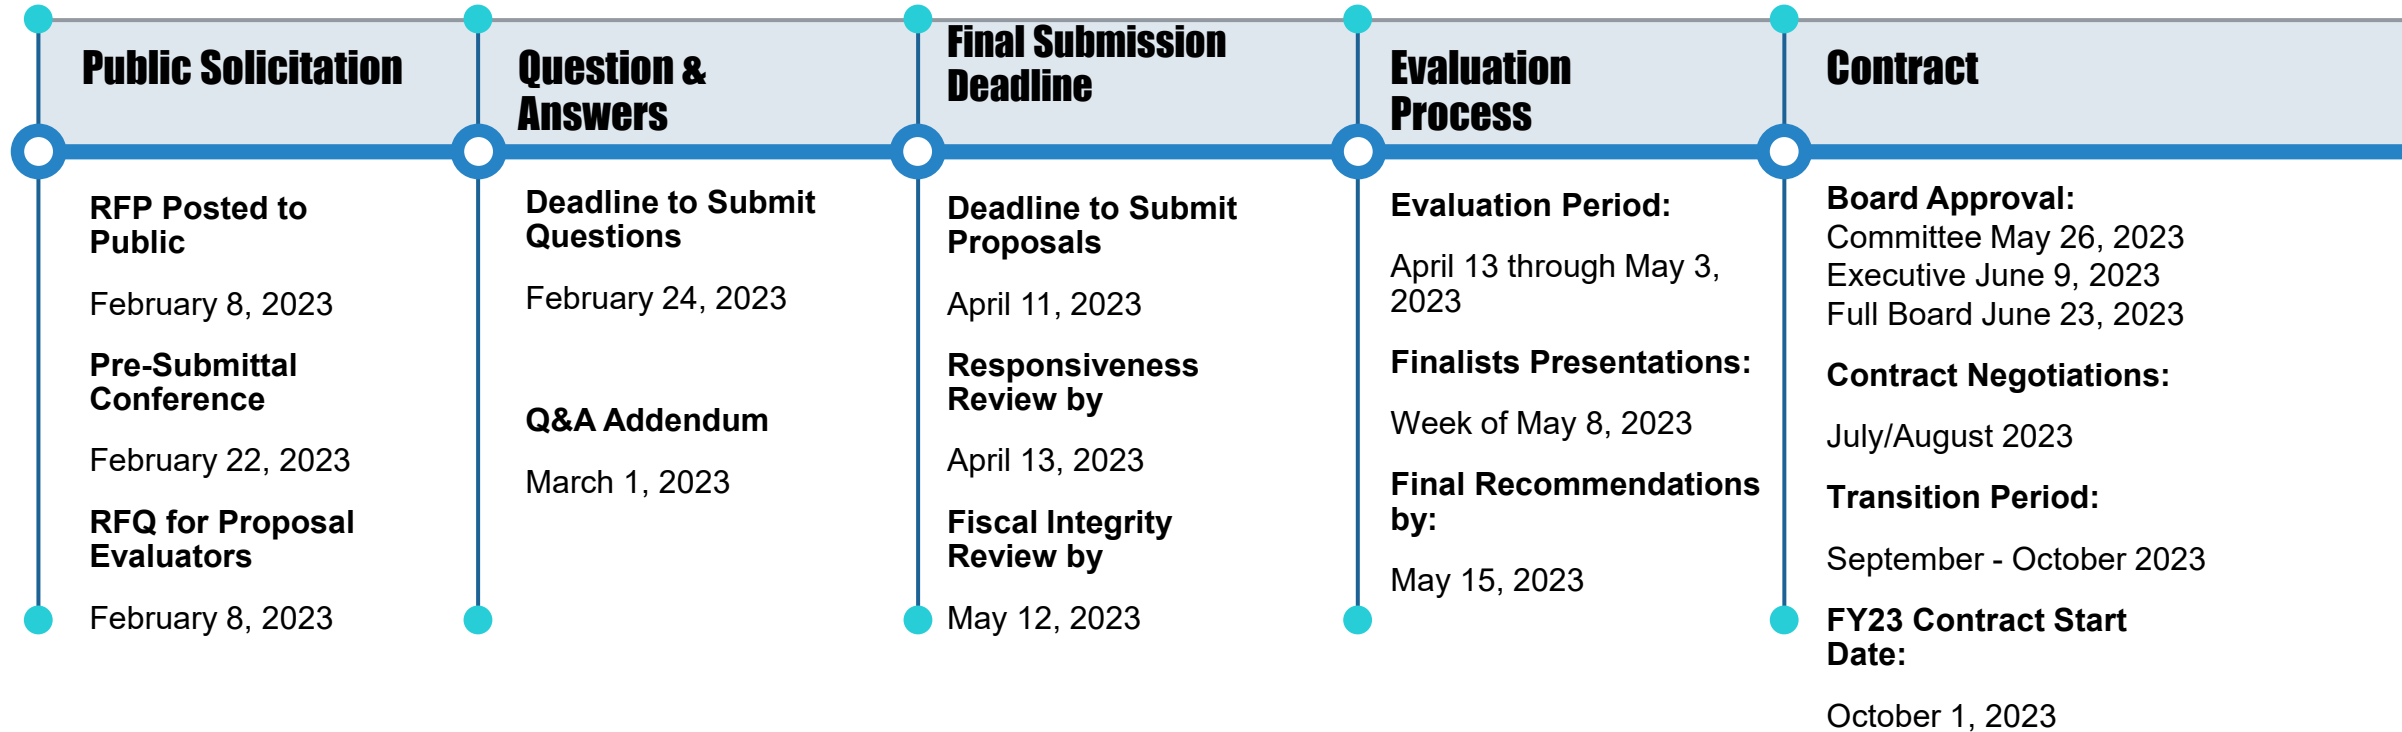 Public Solicitation
RFP Posted to
Public
February 8, 2023
Pre-Submittal
Conference
February 22, 2023
RFQ for Proposal
Evaluators
February 8, 2023
Question &
Answers
Deadline to Submit
Questions
February 24, 2023
Q&A Addendum
March 1, 2023
Final Submission
Deadline
Deadline to Submit
Proposals
April 11, 2023
Responsiveness
Review by
April 13, 2023
Fiscal Integrity
Review by
May 12, 2023
Evaluation
Process
Evaluation Period:
April 13 through May 3,
2023
Finalists Presentations:
Week of May 8, 2023
Final Recommendations
by:
May 15, 2023
Contract
Board Approval:
Committee May 26, 2023
Executive June 9, 2023
Full Board June 23, 2023
Contract Negotiations:
July/August 2023
Transition Period:
September - October 2023
FY23 Contract Start
Date:
October 1, 2023